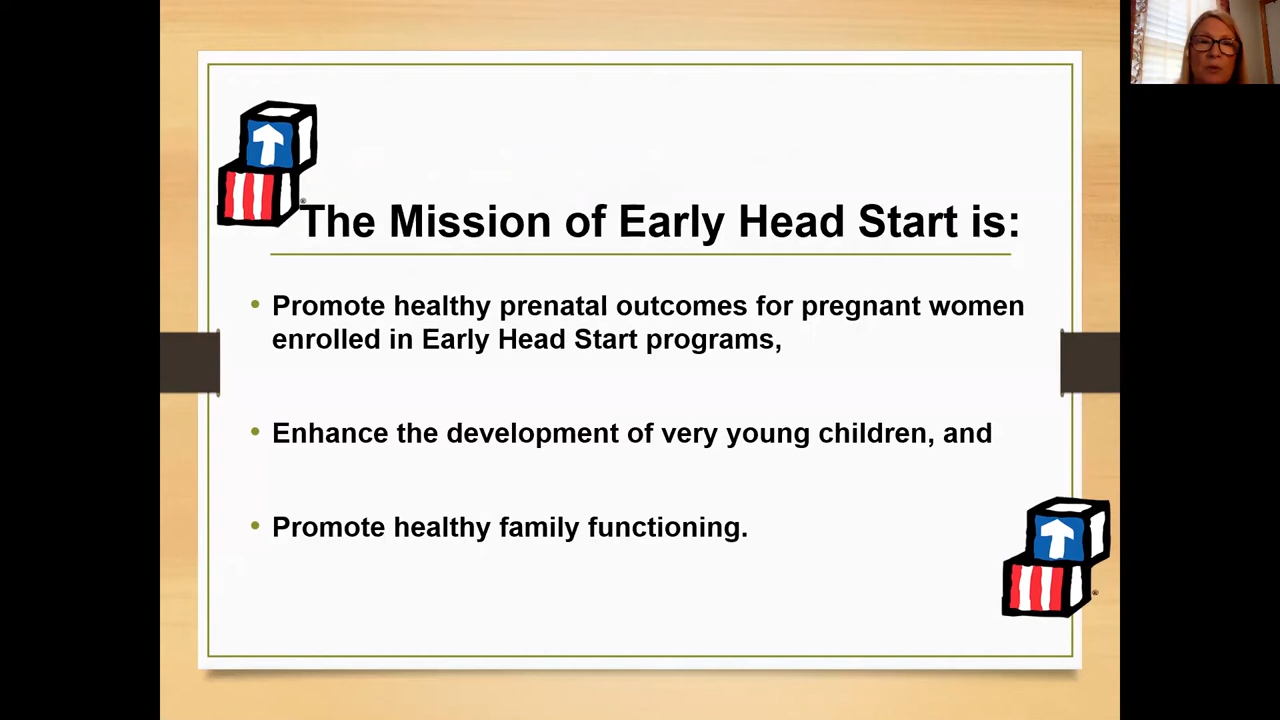 The Mission of Early Head Start is:
• Promote healthy prenatal outcomes for pregnant women
enrolled in Early Head Start programs,
• Enhance the development of very young children, and
• Promote healthy family functioning.